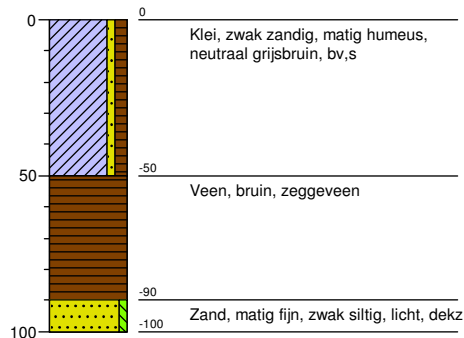 0
0
Klei, zwak zandig, matig humeus,
neutraal grijsbruin, bv,s
50
-50
Veen, bruin, zeggeveen
-90
Zand, matig fijn, zwak siltig, licht, dekz
100
-100